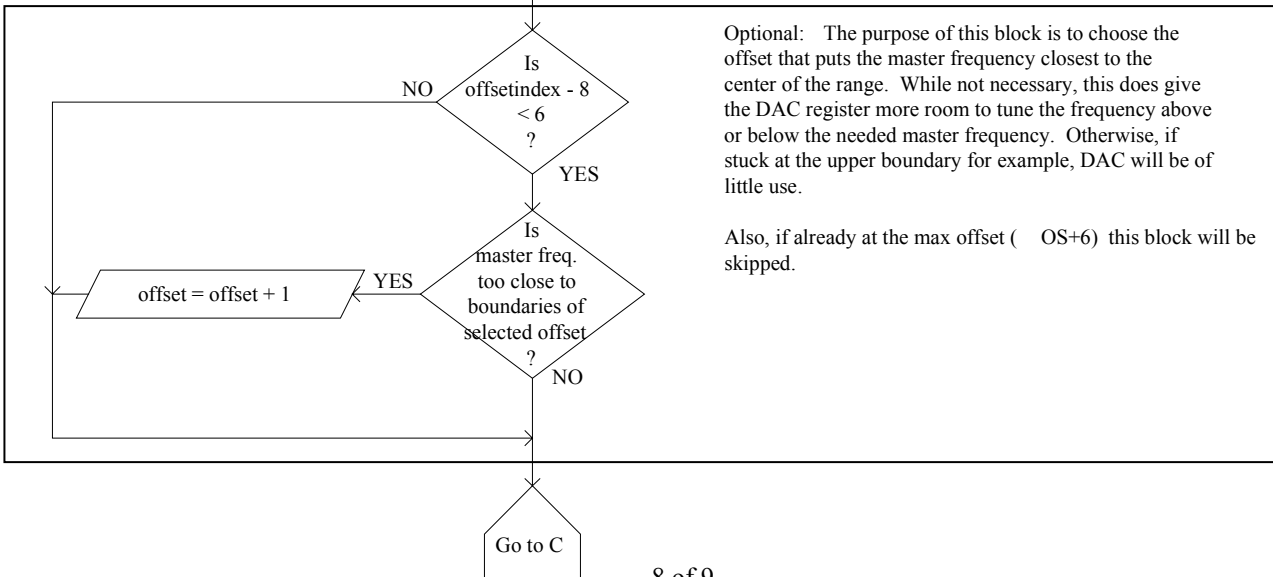 Is
offsetindex - 8
< 6
?
NO
YES
Is
master freq.
too close to
boundaries of
selected offset
?
YES
NO
offset = offset + 1
Optional: The purpose of this block is to choose the
offset that puts the master frequency closest to the
center of the range. While not necessary, this does give
the DAC register more room to tune the frequency above
or below the needed master frequency. Otherwise, if
stuck at the upper boundary for example, DAC will be of
little use.
Also, if already at the max offset ( OS+6) this block will be
skipped.
Go to C
8 of 9